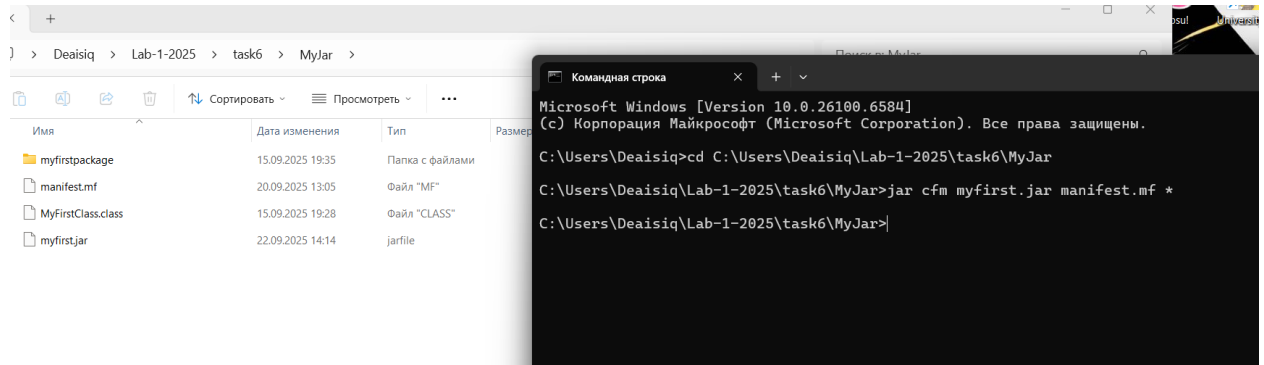 osu!
Universit
> Deaisiq > Lab-1-2025 > task6 > MyJar >
Поиск в: MyJar
Сортировать
Просмотреть
...
Имя
Дата изменения
Тип
Размер
myfirstpackage 15.09.2025 19:35 Папка с файлами
manifest.mf 20.09.2025 13:05 Файл "MF"
MyFirstClass.class 15.09.2025 19:28 Файл "CLASS"
myfirst.jar 22.09.2025 14:14 jarfile
Командная строка
Microsoft Windows [Version 10.0.26100.6584]
(c) Корпорация Майкрософт (Microsoft Corporation). Все права защищены.
C:\Users\Deaisiq>cd C:\Users\Deaisiq\Lab-1-2025\task6\MyJar
C:\Users\Deaisiq\Lab-1-2025\task6\MyJar>jar cfm myfirst.jar manifest.mf *
C:\Users\Deaisiq\Lab-1-2025\task6\MyJar>